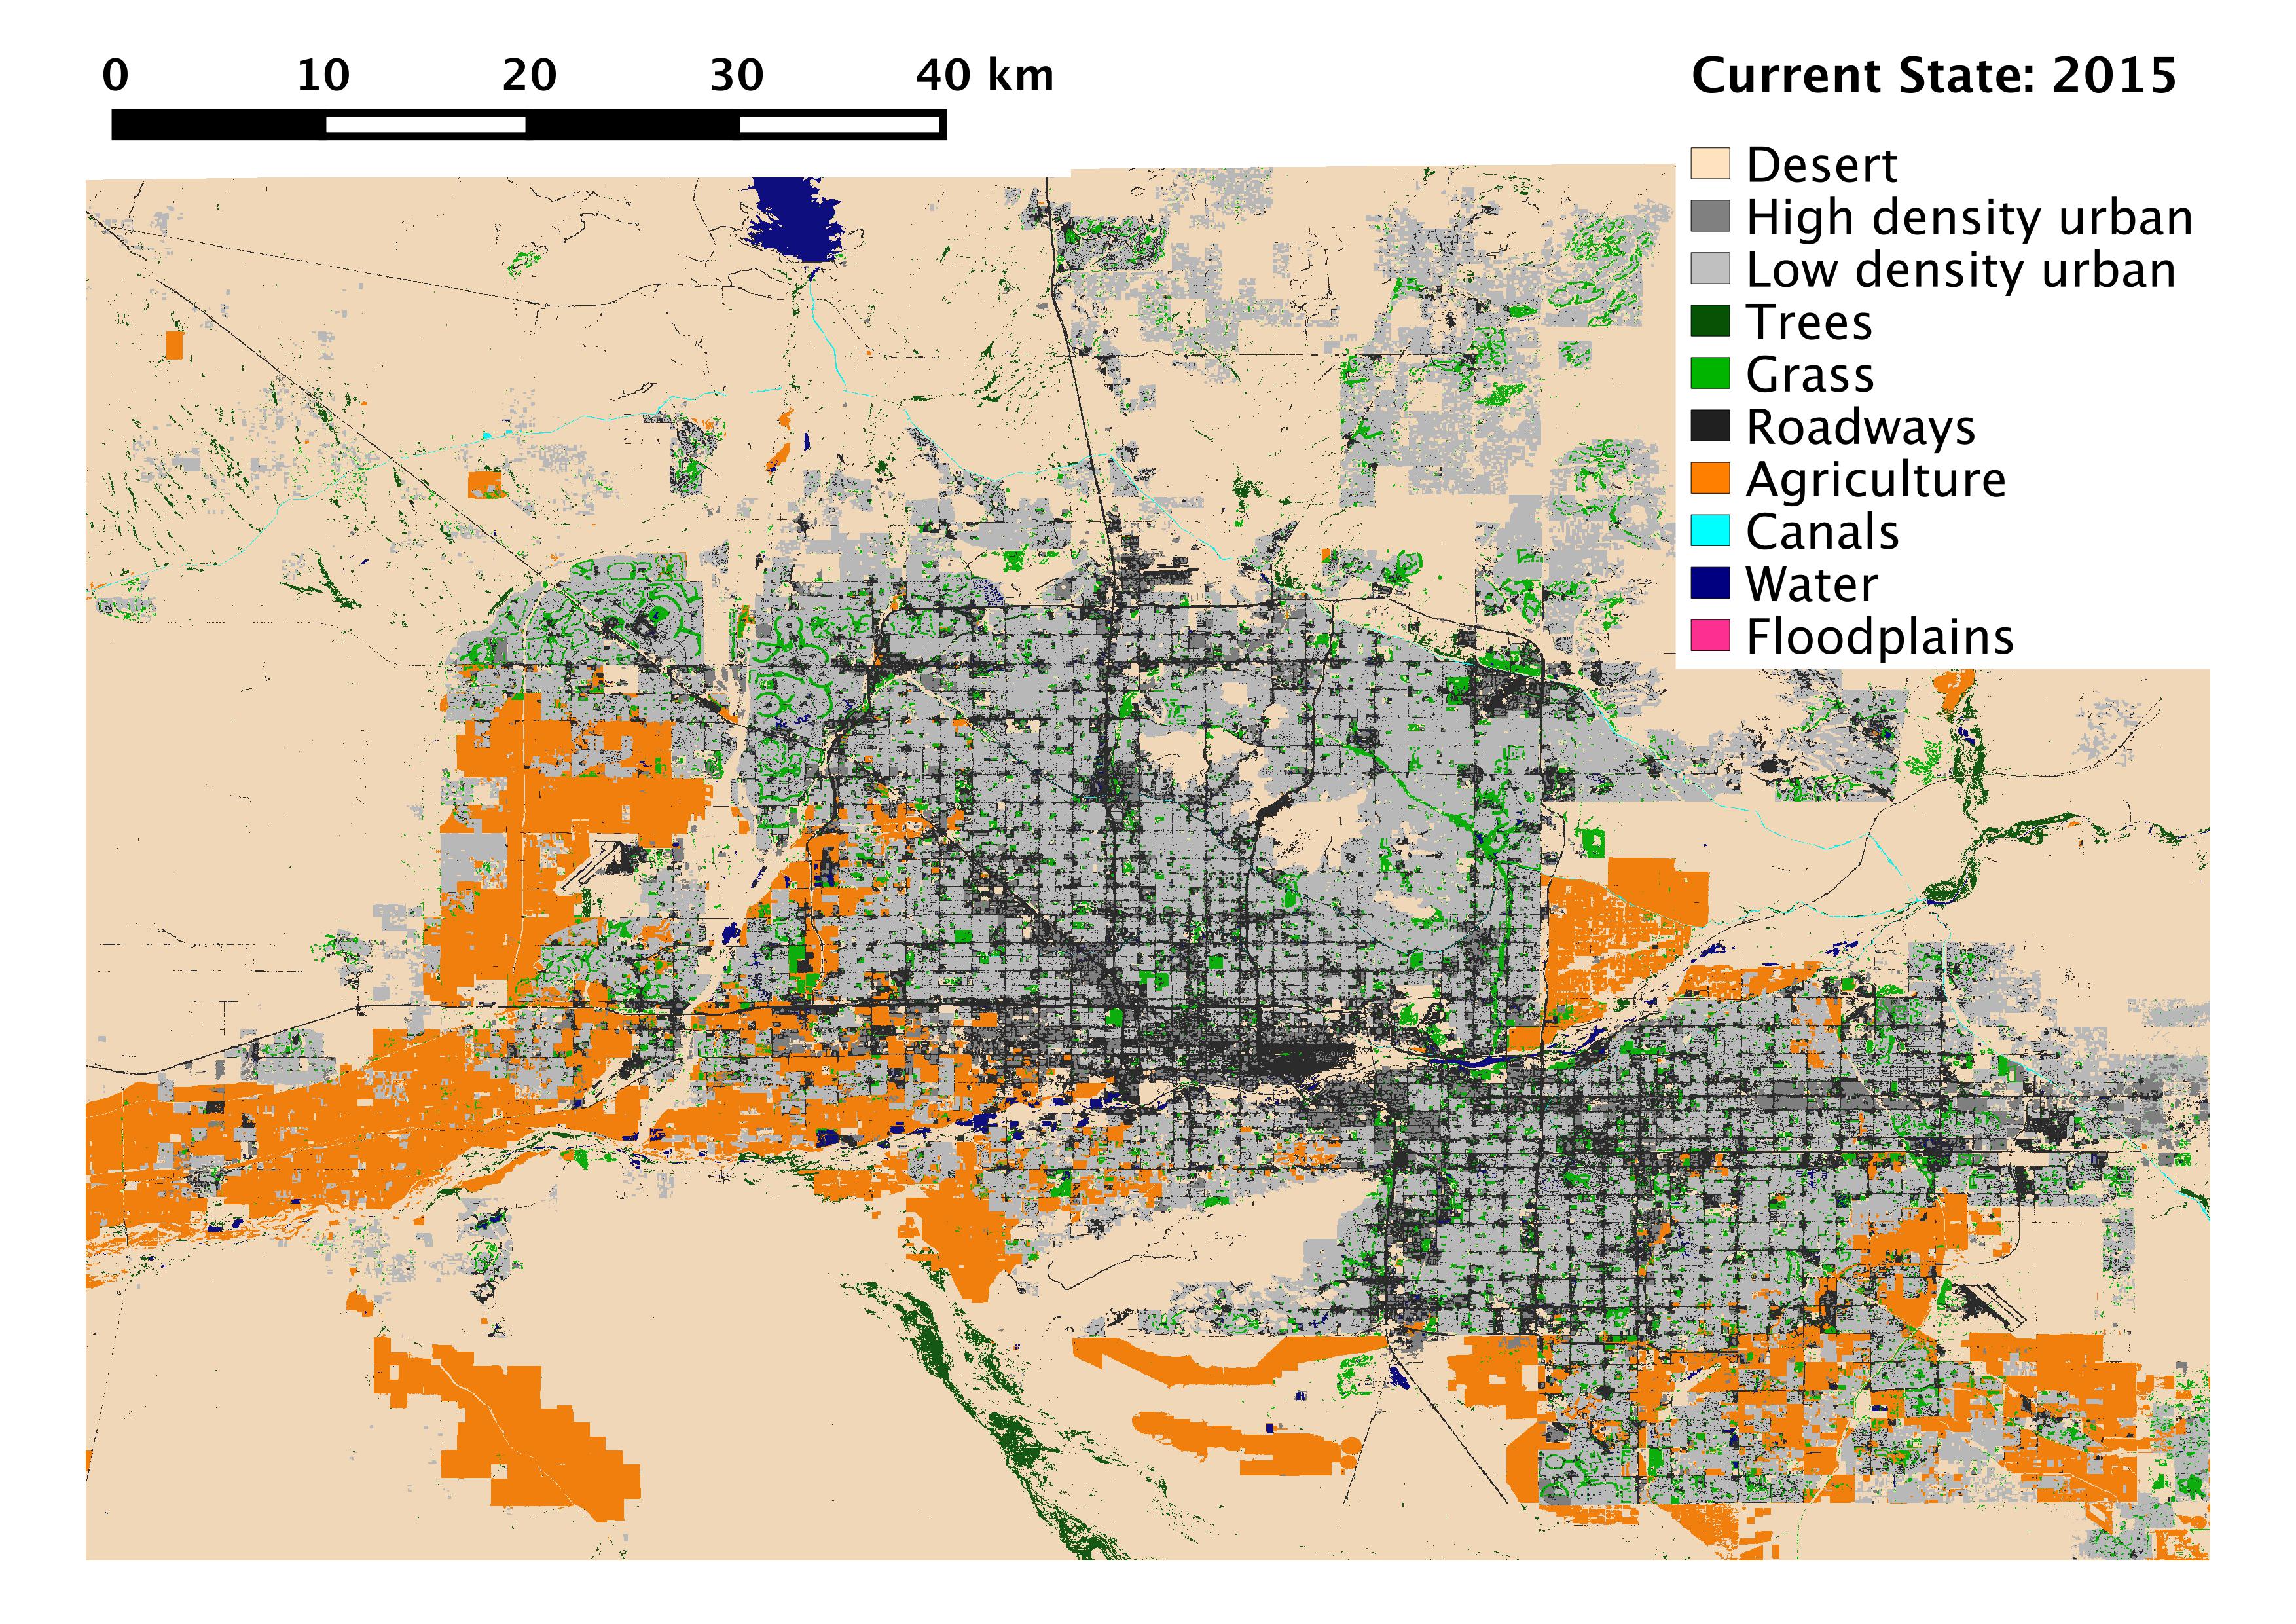 0 10 20 30 40 km
Current State: 2015
Desert
High density urban
Low density urban
Trees
Grass
Roadways
Agriculture
Canals
Water
Floodplains